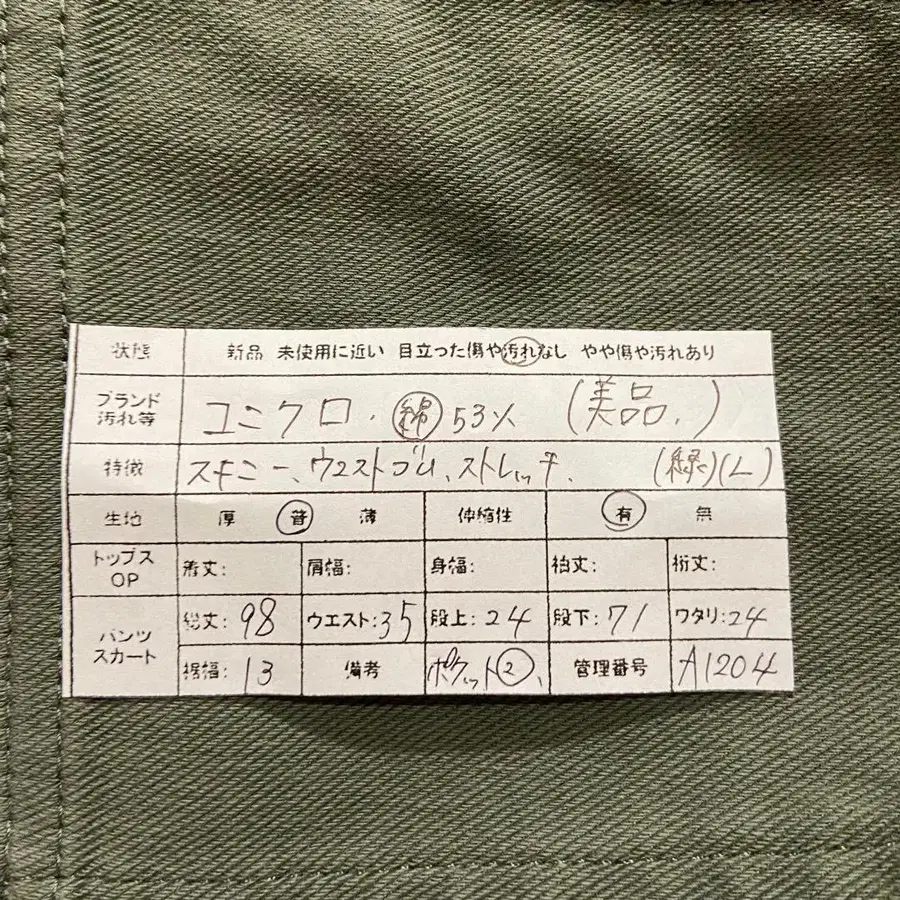 状態 新品 未使用に近い 目立った傷や汚れなし やや傷や汚れあり
ブランド 汚れ等 ユニクロ. 綿 53% (美品.)
特徴 スキニー、ウエストゴム、ストレッチ. (緑)(L)
生地 厚 普 薄 伸縮性 有 無
トップス OP 着丈: 肩幅: 身幅: 袖丈: 裄丈:
パンツ スカート 総丈: 98 ウエスト: 35 段上: 24 段下: 71 ワタリ: 24
裾幅: 13 備考 ポケット②、 管理番号 A1204